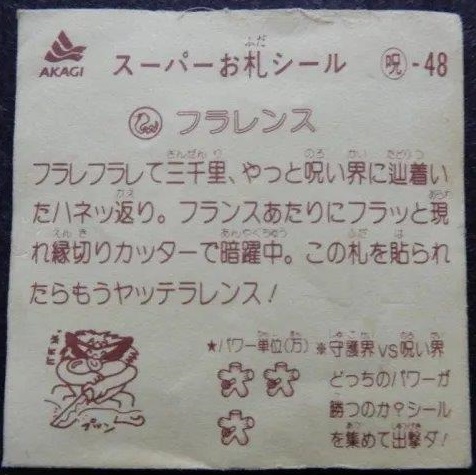 AKAGI
スーパーお札シール
呪-48
フラレンス
フラレフラレして三千里、やっと呪い界に辿着い
たハネッ返り。フランスあたりにフラッと現
れ縁切りカッターで暗躍中。この札を貼られ
たらもうヤッテラレンス！
★パワー単位(万)
※守護界VS呪い界
どっちのパワーが
勝つのか?シール
を集めて出撃ダ！
プン